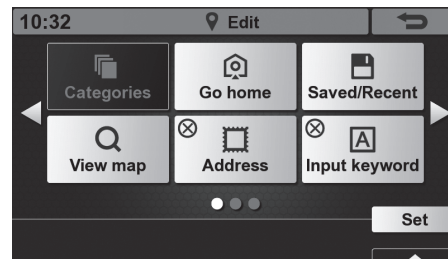 10:32 Edit
Categories Go home Saved/Recent
View map Address Input keyword
Set